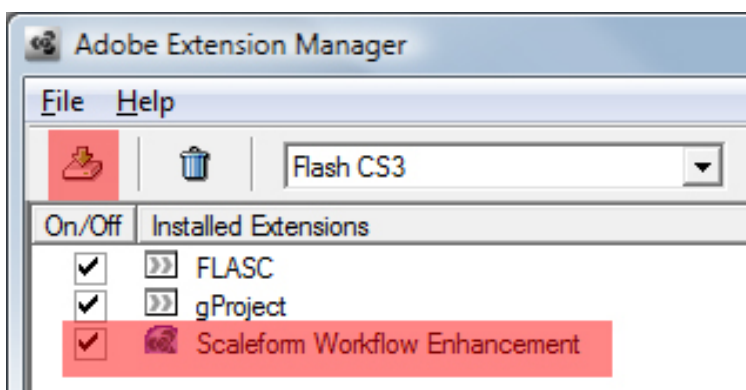 Adobe Extension Manager
File Help
Flash CS3
On/Off Installed Extensions
FLASC
gProject
Scaleform Workflow Enhancement